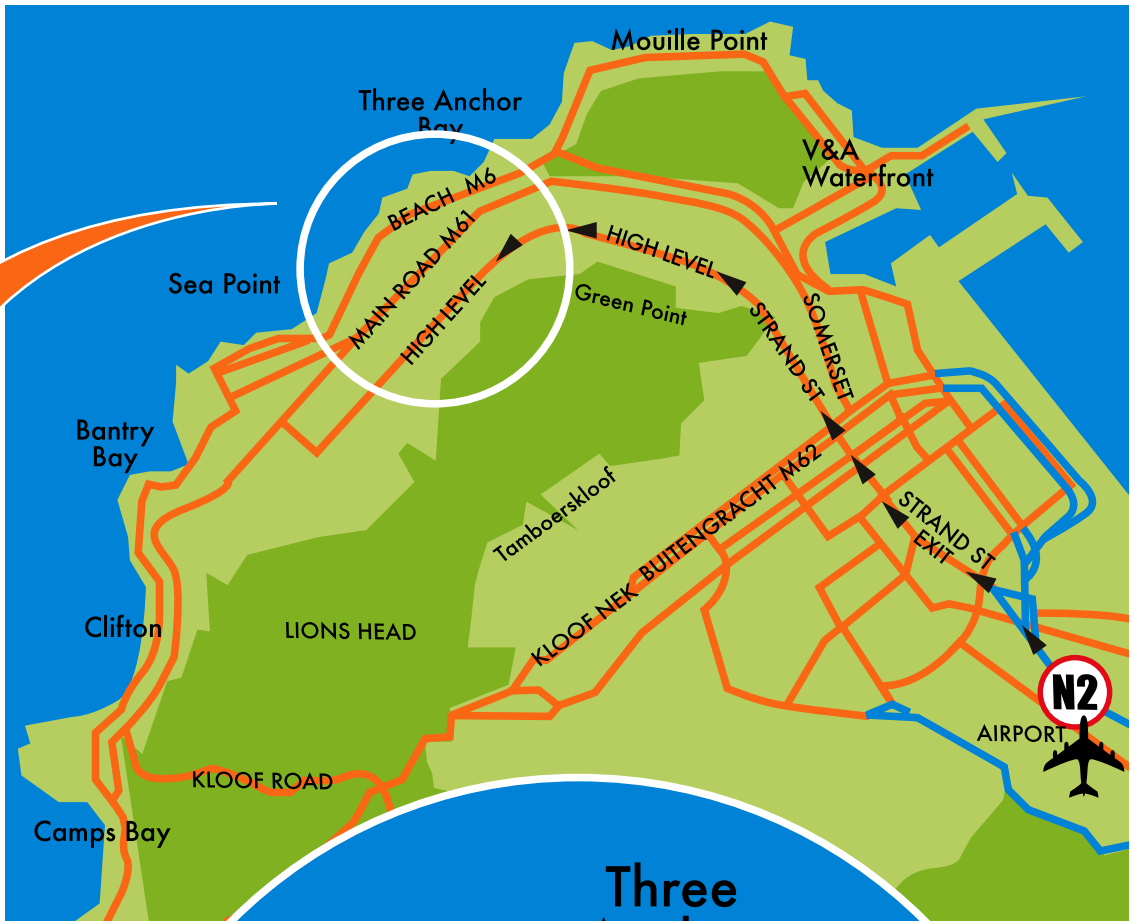 Mouille Point
Three Anchor
Bay
V&A
Waterfront
BEACH M6
MAIN ROAD M61
HIGH LEVEL
HIGH LEVEL
Sea Point
Green Point
STRAND ST
SOMERSET
Bantry
Bay
Tamboerskloof
KLOOF NEK BUITENGRACHT M62
STRAND ST
EXIT
Clifton
LIONS HEAD
N2
AIRPORT
KLOOF ROAD
Camps Bay
Three